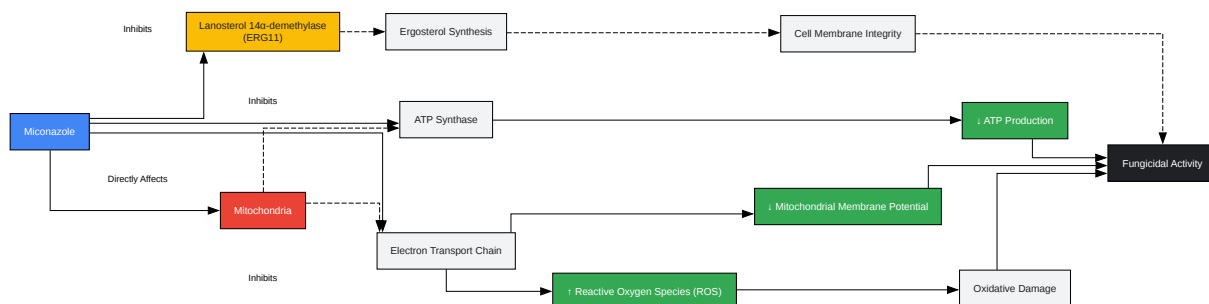 Inhibits
Lanosterol 14α-demethylase
(ERG11)
Ergosterol Synthesis
Cell Membrane Integrity
Inhibits
Miconazole
ATP Synthase
↓ ATP Production
Fungicidal Activity
Directly Affects
Mitochondria
↓ Mitochondrial Membrane Potential
Electron Transport Chain
Inhibits
↑ Reactive Oxygen Species (ROS)
Oxidative Damage